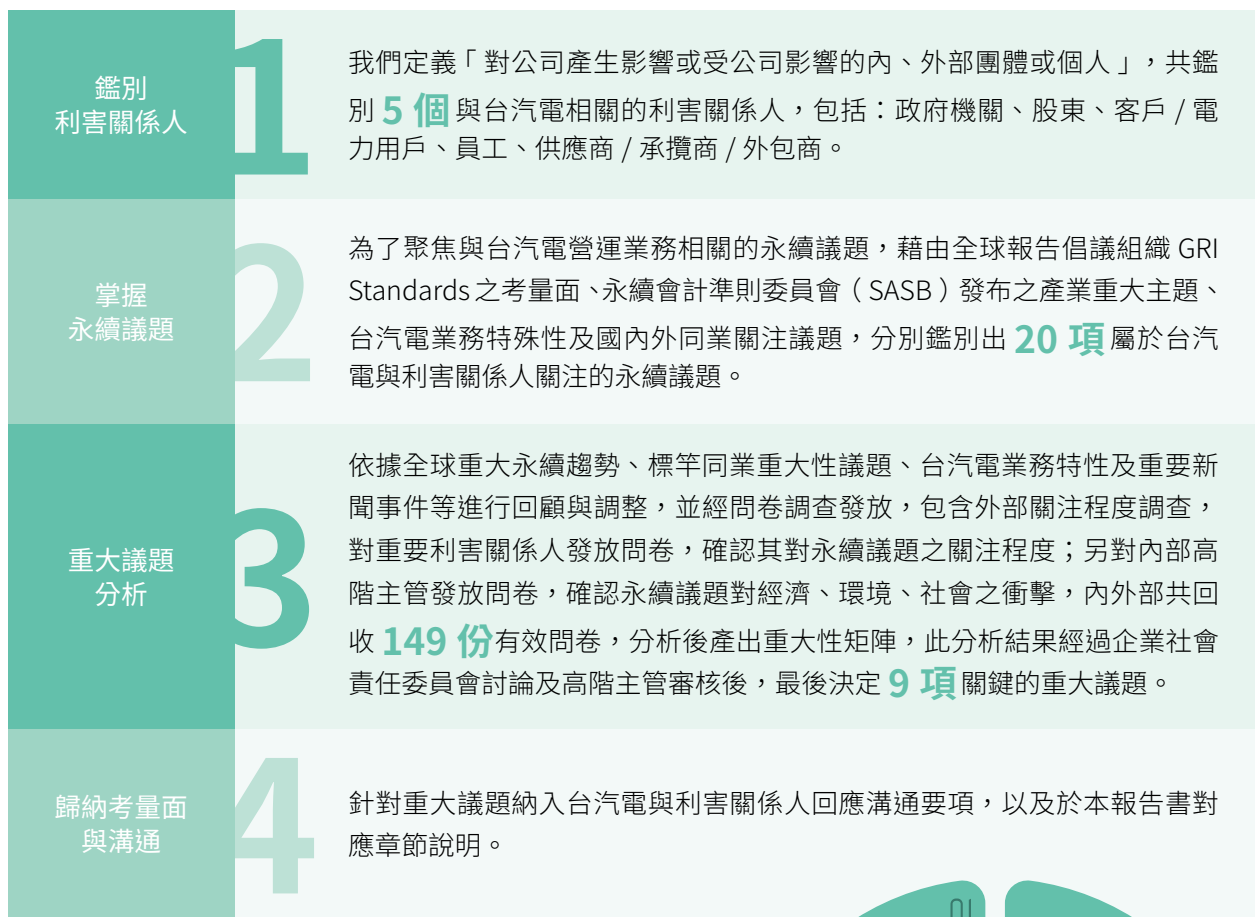 鑑別
利害關係人
1
我們定義「對公司產生影響或受公司影響的內、外部團體或個人」，共鑑
別 5 個與台汽電相關的利害關係人，包括：政府機關、股東、客戶 / 電
力用戶、員工、供應商 / 承攬商 / 外包商。
掌握
永續議題
2
為了聚焦與台汽電營運業務相關的永續議題，藉由全球報告倡議組織 GRI
Standards 之考量面、永續會計準則委員會（SASB）發布之產業重大主題、
台汽電業務特殊性及國內外同業關注議題，分別鑑別出 20 項屬於台汽
電與利害關係人關注的永續議題。
重大議題
分析
3
依據全球重大永續趨勢、標竿同業重大性議題、台汽電業務特性及重要新
聞事件等進行回顧與調整，並經問卷調查發放，包含外部關注程度調查，
對重要利害關係人發放問卷，確認其對永續議題之關注程度；另對內部高
階主管發放問卷，確認永續議題對經濟、環境、社會之衝擊，內外部共回
收 149 份有效問卷，分析後產出重大性矩陣，此分析結果經過企業社會
責任委員會討論及高階主管審核後，最後決定 9 項關鍵的重大議題。
歸納考量面
與溝通
4
針對重大議題納入台汽電與利害關係人回應溝通要項，以及於本報告書對
應章節說明。